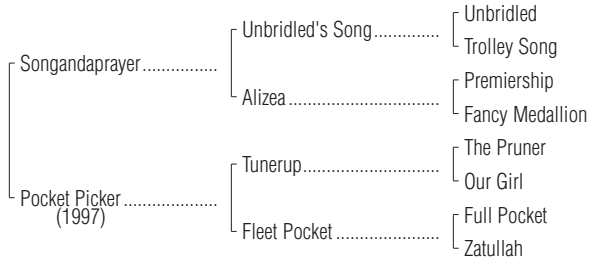 Unbridled
Unbridled's Song..............
Trolley Song
Songandaprayer................
Premiership
Alizea................................
Fancy Medallion
The Pruner
Tunerup.............................
Our Girl
Pocket Picker....................
(1997)
Full Pocket
Fleet Pocket......................
Zatullah